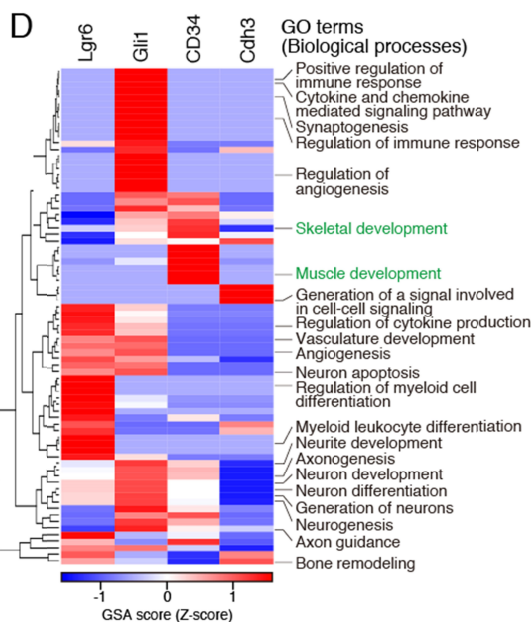 D
Lgr6
Gli1
CD34
Cdh3
GO terms
(Biological processes)
Positive regulation of
immune response
Cytokine and chemokine
mediated signaling pathway
Synaptogenesis
Regulation of immune response
Regulation of
angiogenesis
Skeletal development
Muscle development
Generation of a signal involved
in cell-cell signaling
Regulation of cytokine production
Vasculature development
Angiogenesis
Neuron apoptosis
Regulation of myeloid cell
differentiation
Myeloid leukocyte differentiation
Neurite development
Axonogenesis
Neuron development
Neuron differentiation
Generation of neurons
Neurogenesis
Axon guidance
Bone remodeling
-1 0 1
GSA score (Z-score)